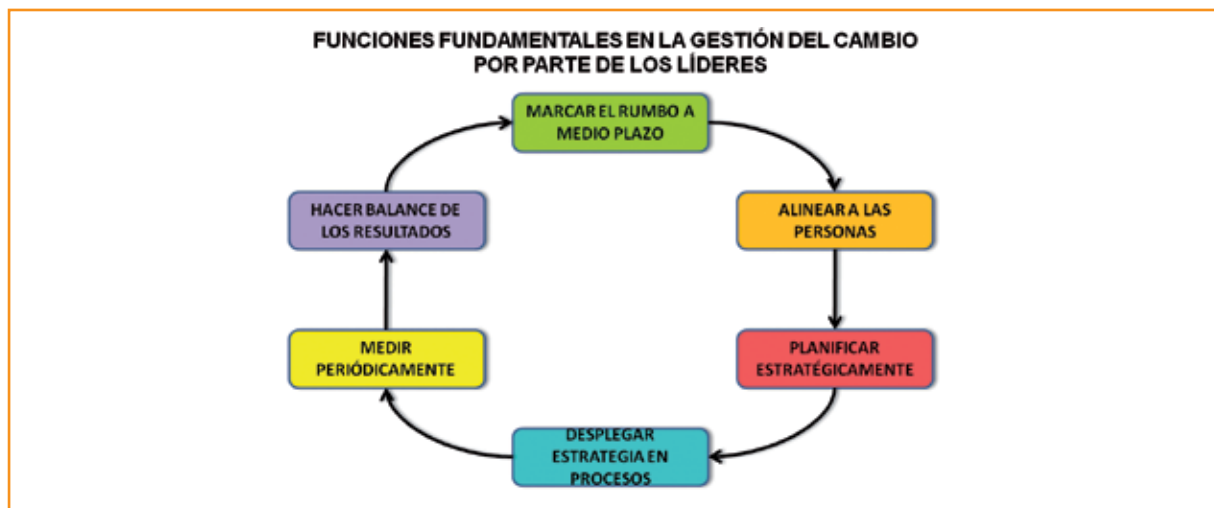 FUNCIONES FUNDAMENTALES EN LA GESTIÓN DEL CAMBIO
POR PARTE DE LOS LÍDERES
MARCAR EL RUMBO A
MEDIO PLAZO
ALINEAR A LAS
PERSONAS
PLANIFICAR
ESTRATÉGICAMENTE
DESPLEGAR
ESTRATEGIA EN
PROCESOS
MEDIR
PERIÓDICAMENTE
HACER BALANCE DE
LOS RESULTADOS